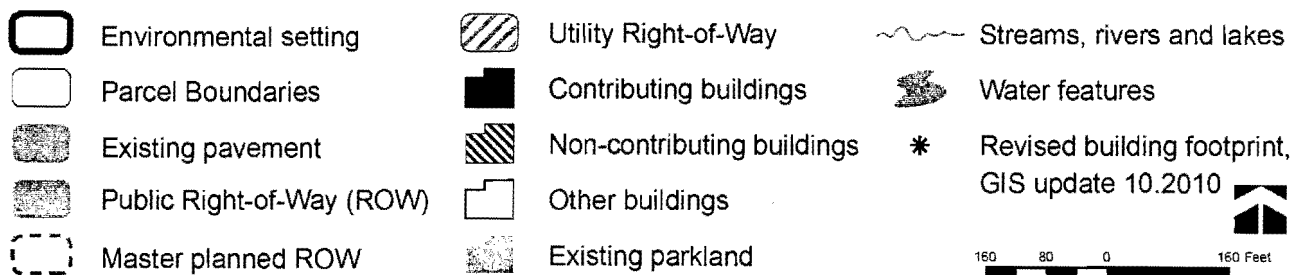 Environmental setting
Parcel Boundaries
Existing pavement
Public Right-of-Way (ROW)
Master planned ROW
Utility Right-of-Way
Contributing buildings
Non-contributing buildings
Other buildings
Existing parkland
Streams, rivers and lakes
Water features
* Revised building footprint,
GIS update 10.2010
160 80 0 160 Feet